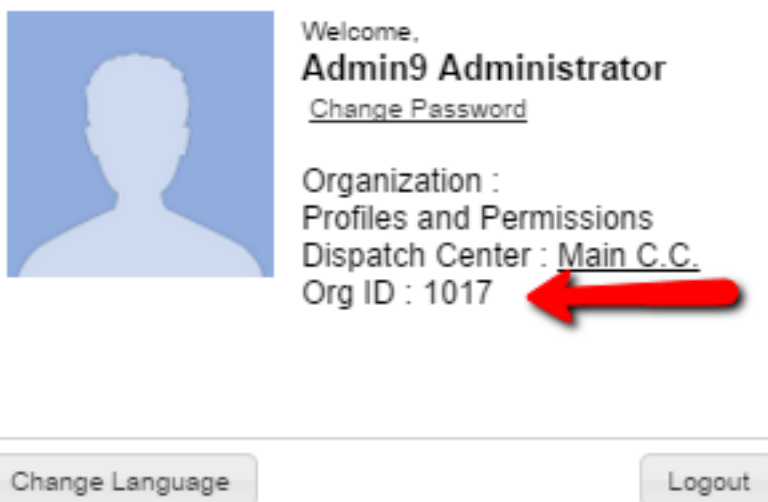 Welcome,
Admin9 Administrator
Change Password
Organization :
Profiles and Permissions
Dispatch Center : Main C.C.
Org ID : 1017
Change Language
Logout